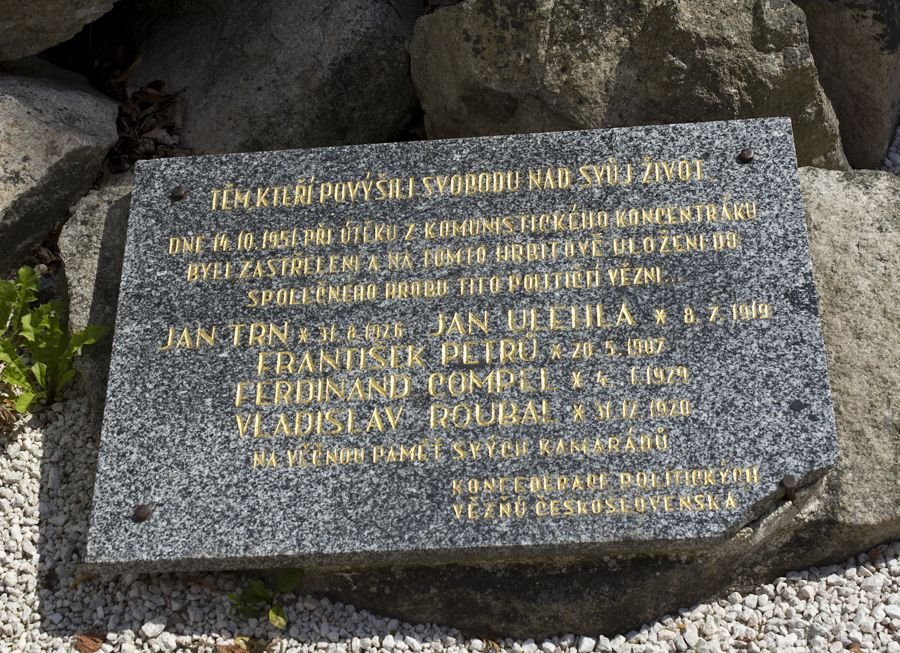 TĚM KTEŘÍ POVÝŠILI SVOBODU NAD SVŮJ ŽIVOT
DNE 14.10.1951 PŘI ÚTĚKU Z KOMUNISTICKÉHO KONCENTRÁKU
BYLI ZASTŘELENI A NA TOMTO HŘBITOVĚ ULOŽENI DO
SPOLEČNÉHO HROBU TITO POLITIČTÍ VĚZNI...
JAN TRN * 31.8.1926 JAN ULEHLA * 8.7.1919
FRANTIŠEK PETRŮ * 20.5.1907
FERDINAND COMPEL * 4.1.1929
VLADISLAV ROUBAL * 31.12.1920
NA VĚČNOU PAMĚŤ SVÝCH KAMARÁDŮ
KONFEDERACE POLITICKÝCH
VĚZŇŮ ČESKOSLOVENSKA